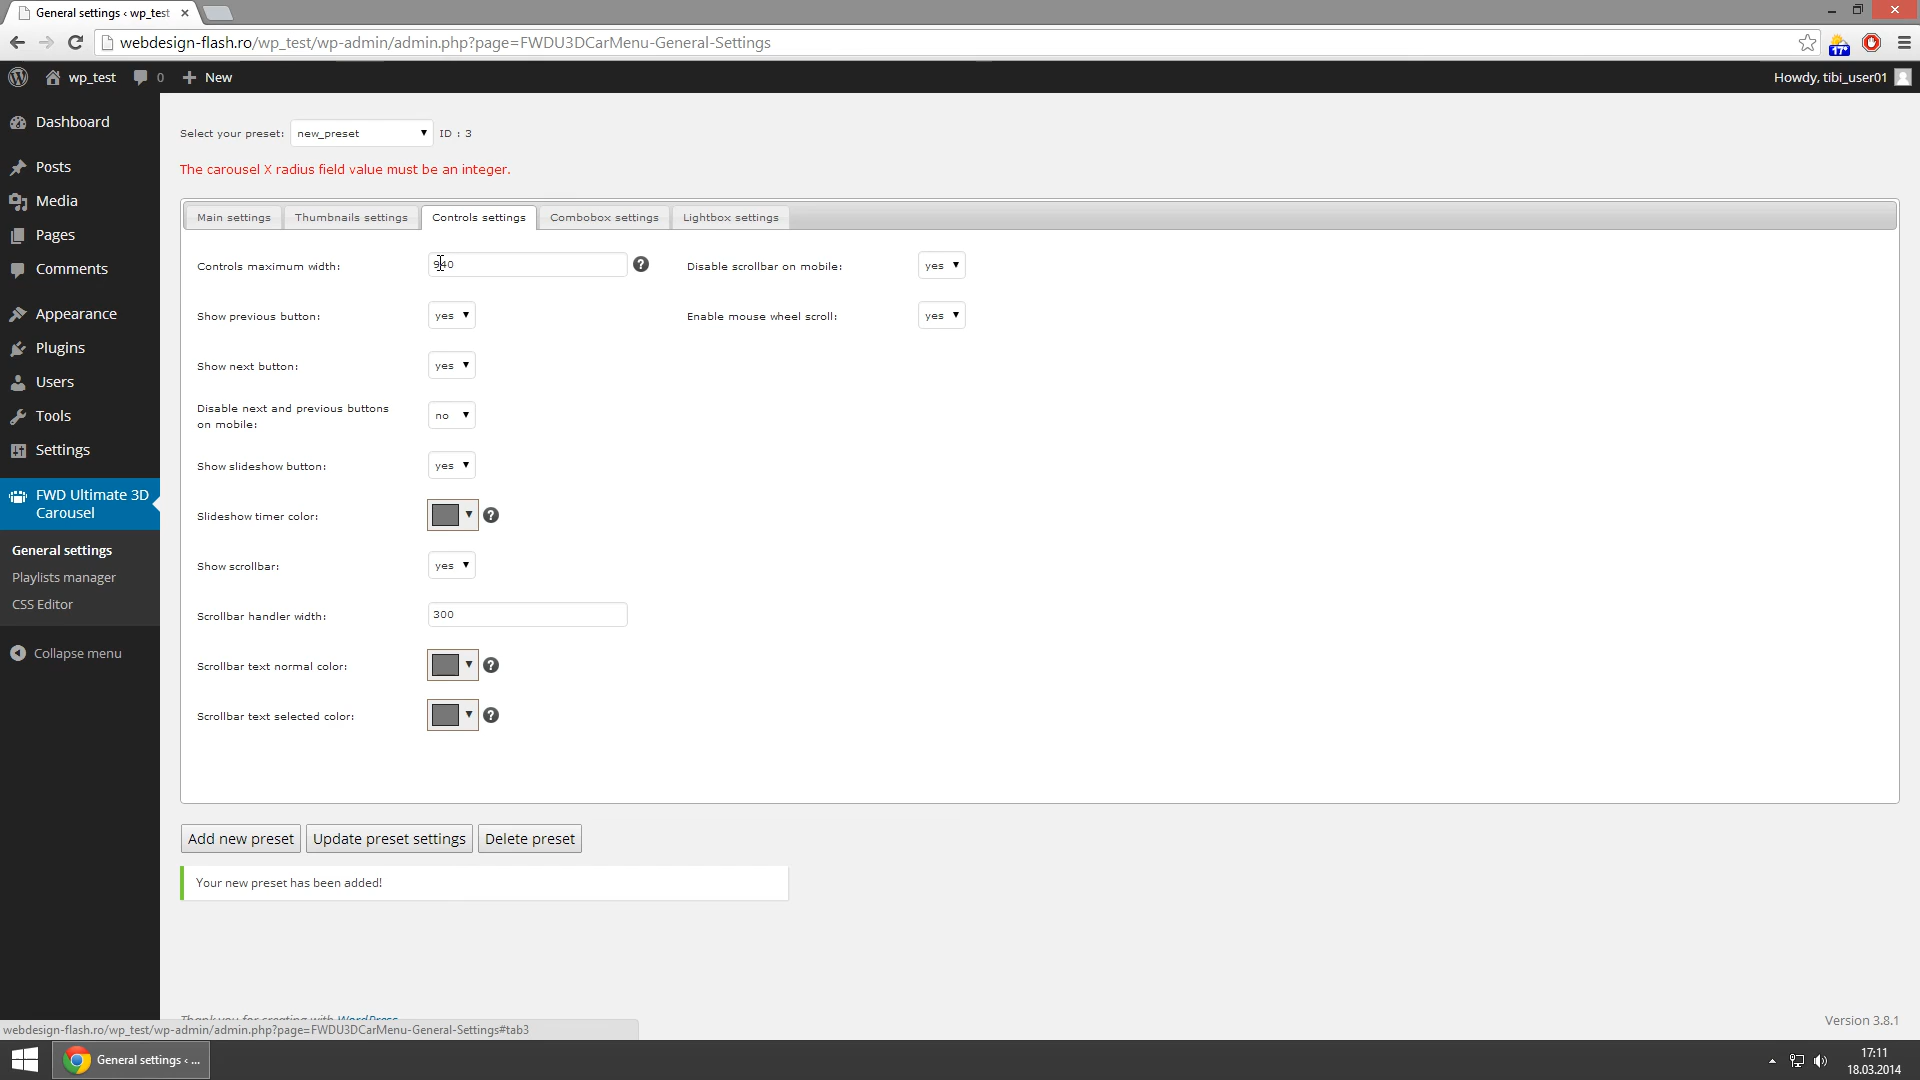 General settings ‹ wp_test
webdesign-flash.ro/wp_test/wp-admin/admin.php?page=FWDU3DCarMenu-General-Settings
17°
wp_test 0 New
Howdy, tibi_user01
Dashboard
Posts
Media
Pages
Comments
Appearance
Plugins
Users
Tools
Settings
FWD Ultimate 3D
Carousel
General settings
Playlists manager
CSS Editor
Collapse menu
Select your preset: new_preset ID : 3
The carousel X radius field value must be an integer.
Main settings Thumbnails settings Controls settings Combobox settings Lightbox settings
Controls maximum width: 940 ? Disable scrollbar on mobile: yes
Show previous button: yes Enable mouse wheel scroll: yes
Show next button: yes
Disable next and previous buttons
on mobile: no
Show slideshow button: yes
Slideshow timer color: ?
Show scrollbar: yes
Scrollbar handler width: 300
Scrollbar text normal color: ?
Scrollbar text selected color: ?
Add new preset Update preset settings Delete preset
Your new preset has been added!
Thank you for creating with WordPress
Version 3.8.1
webdesign-flash.ro/wp_test/wp-admin/admin.php?page=FWDU3DCarMenu-General-Settings#tab3
General settings ‹ ...
17:11
18.03.2014